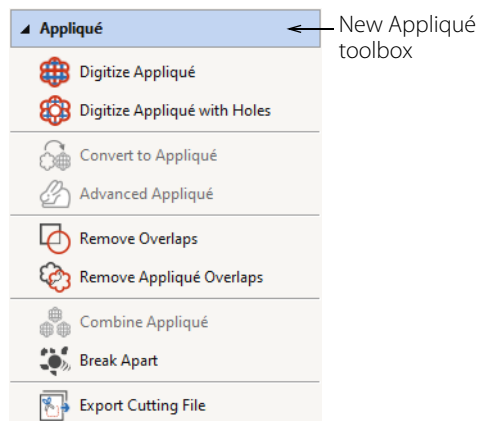 Appliqué
New Appliqué
toolbox
Digitize Appliqué
Digitize Appliqué with Holes
Convert to Appliqué
Advanced Appliqué
Remove Overlaps
Remove Appliqué Overlaps
Combine Appliqué
Break Apart
Export Cutting File